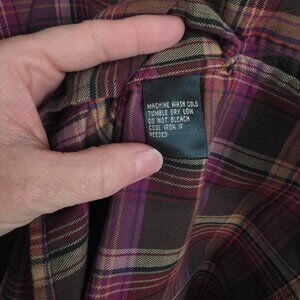 MACHINE WASH COLD
TUMBLE DRY LOW
DO NOT BLEACH
COOL IRON IF
NEEDED